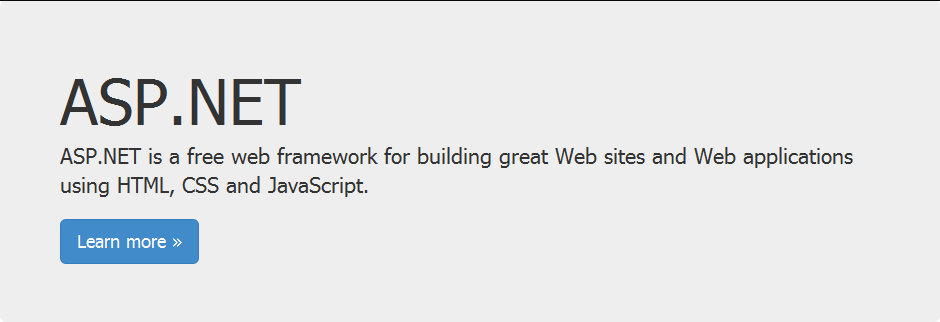 ASP.NET
ASP.NET is a free web framework for building great Web sites and Web applications
using HTML, CSS and JavaScript.
Learn more »